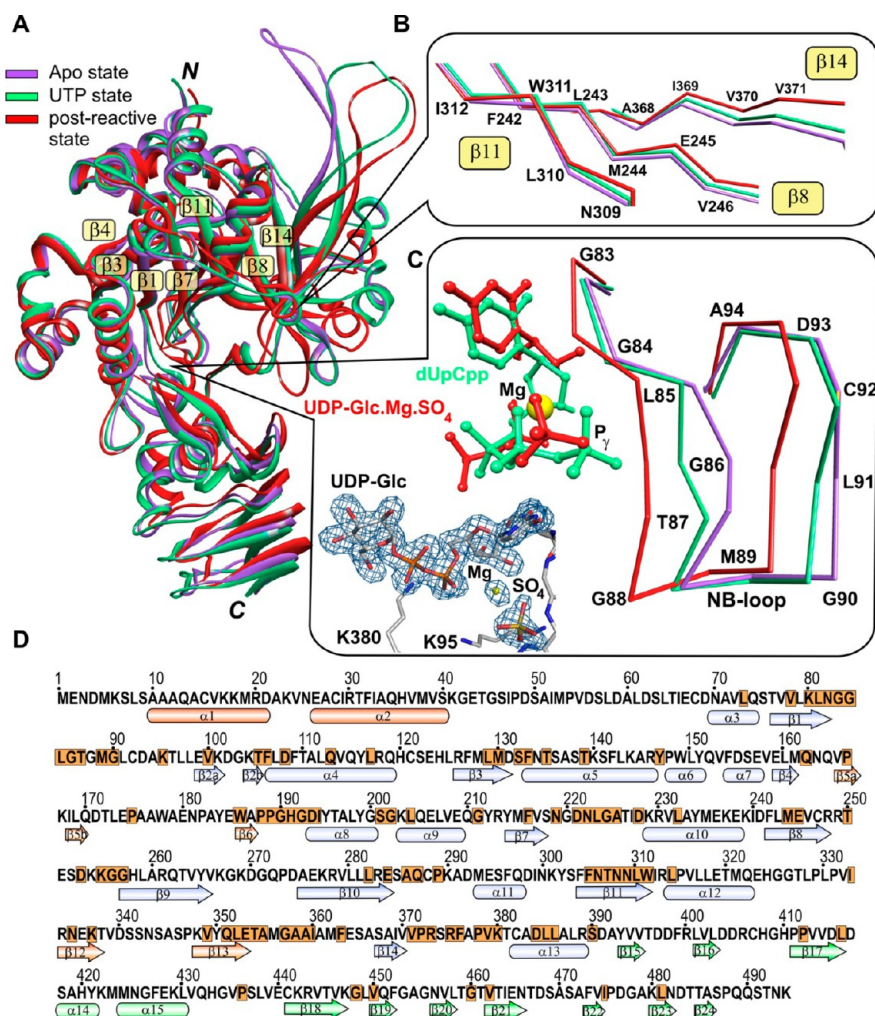 A
Apo state
UTP state
post-reactive
state
N
β11
β4
β3
β1
β7
β8
β14
C
B
β14
W311
L243
I369
V370
V371
I312
F242
A368
β11
E245
L310
M244
V246
N309
β8
C
G83
A94
D93
G84
dUpCpp
Mg
L85
C92
UDP-Glc.Mg.SO4
Pγ
G86
L91
UDP-Glc
T87
Mg
M89
SO4
G88
NB-loop
G90
K380
K95
D
1 10 20 30 40 50 60 70 80
MENDMKSLSAAAQACVKKMRDAKVNEACIRTFIAQHVMVSKGETGSIPDSAIMPVDSLDALDSTIECDNAVLQSTVVLKLNGG
α1 α2 α3 β1
90 100 110 120 130 140 150 160
LGTGMGLCDAKTLLEVKDGKTFLDFTALQVQYLRQHCSEHLRFMLMDSFNTSASTKSFLKARYPWLYQVFDSEVELMQNQVP
β2a β2b α4 β3 α5 α6 α7 β4 β5a
170 180 190 200 210 220 230 240 250
KILQDTLEPAAWAENPAYEWAPPGHGDIYTALYGSGKLQELVEQGYRYMFVSNGDNLGATIDKRVLAYMEKEKIDFLMEVCRRT
β5b β6 α8 α9 β7 α10 β8
260 270 280 290 300 310 320 330
ESDKKGGHLARQTVYVKGKDGQPDAEKRVLLLRESAQCPKADMESFQDINKYSFFNTNNLWIRLPVLLETMQEHGGTLPLPVI
β9 β10 α11 β11 α12
340 350 360 370 380 390 400 410
RNEKTVDSSNSASPKVYQLETAMGAAIAMFESASAIVVPRSRFAPVKTCADLLALRSDAYVVTDDFRLVLDDRCHGHPPVVDLD
β12 β13 β14 α13 β15 β16 β17
420 430 440 450 460 470 480 490
SAHYKMMNGFEKLVQHGVPSLVECKRVTVKGLVQFGAGNVLTGTVTIENTDSASAFVIPDGAKLNDTTASPQQSTNK
α14 α15 β18 β19 β20 β21 β22 β23 β24